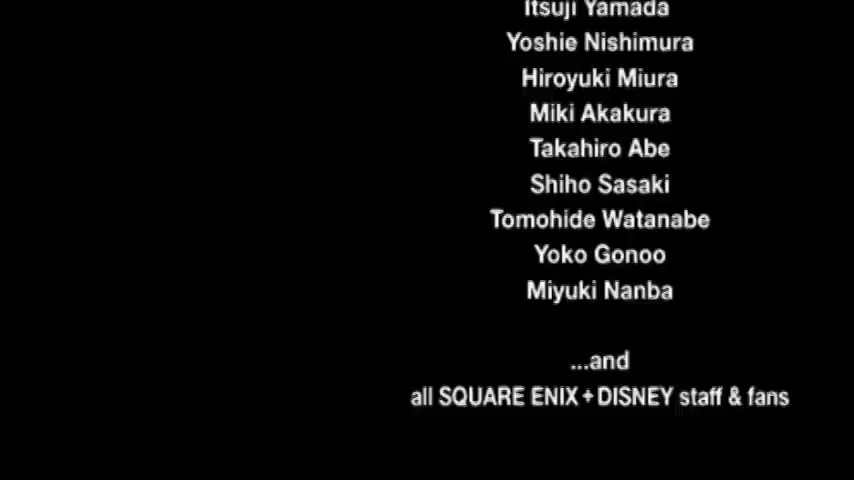 Itsuji Yamada
Yoshie Nishimura
Hiroyuki Miura
Miki Akakura
Takahiro Abe
Shiho Sasaki
Tomohide Watanabe
Yoko Gonoo
Miyuki Nanba
...and
all SQUARE ENIX+DISNEY staff & fans